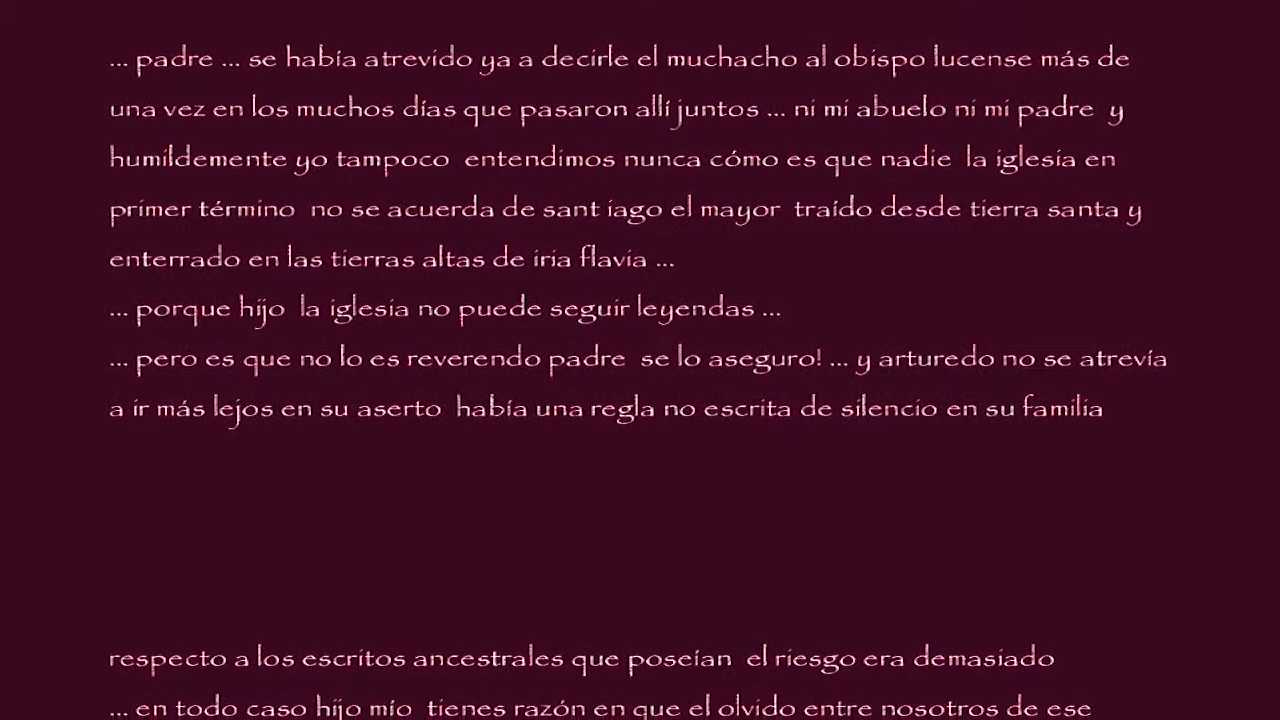 ... padre ... se había atrevido ya a decirle el muchacho al obispo lucense más de
una vez en los muchos días que pasaron allí juntos ... ni mi abuelo ni mi padre y
humildemente yo tampoco entendimos nunca cómo es que nadie la iglesia en
primer término no se acuerda de sant iago el mayor traído desde tierra santa y
enterrado en las tierras altas de iria flavia ...
... porque hijo la iglesia no puede seguir leyendas ...
... pero es que no lo es reverendo padre se lo aseguro! ... y arturedo no se atrevía
a ir más lejos en su aserto había una regla no escrita de silencio en su familia
respecto a los escritos ancestrales que poseían el riesgo era demasiado
... en todo caso hijo mío tienes razón en que el olvido entre nosotros de ese